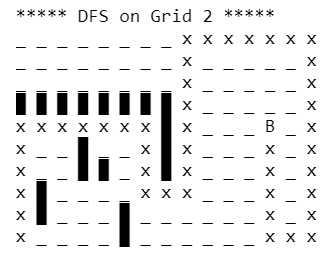 ***** DFS on Grid 2 *****
_ _ _ _ _ _ _ _ x x x x x x x
_ _ _ _ _ _ _ _ x _ _ _ _ _ x
_ _ _ _ _ _ _ _ x _ _ _ _ _ x
█ █ █ █ █ █ █ █ x _ _ _ _ _ x
x x x x x x x █ x _ _ _ B _ x
x _ _ █ _ _ x █ x _ _ _ x _ x
x _ _ █ █ _ x █ x _ _ _ x _ x
x █ _ _ _ _ x x x _ _ _ x _ x
x █ _ _ _ █ _ _ _ _ _ _ x _ x
x _ _ _ _ █ _ _ _ _ _ _ x x x